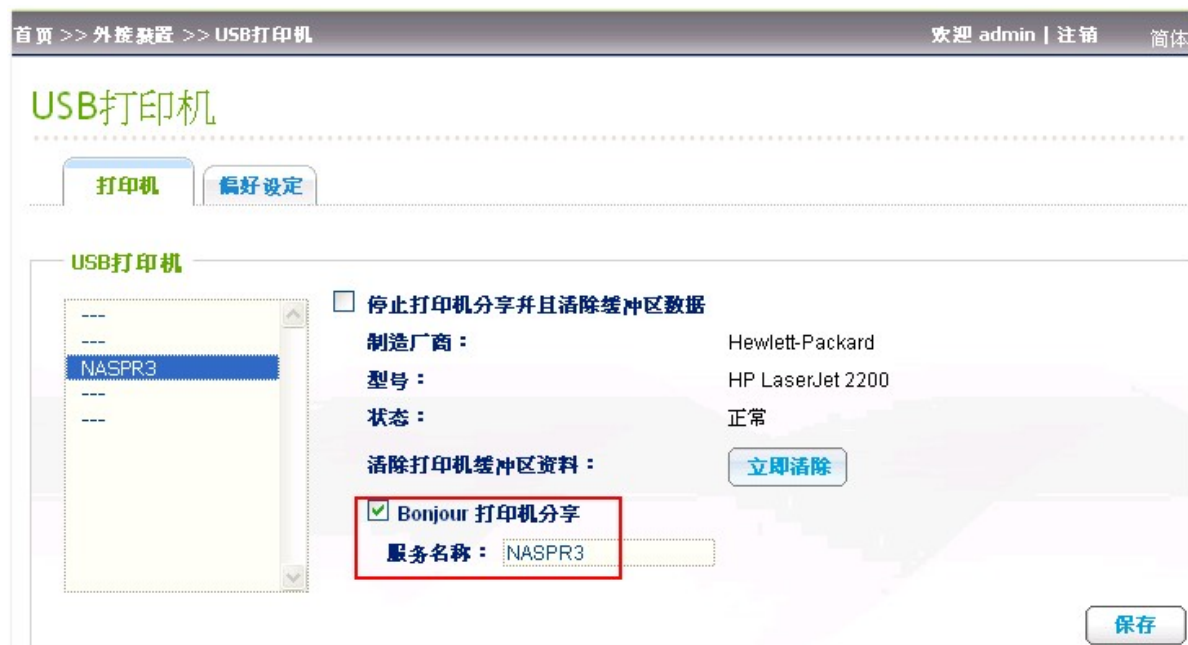 首页 >> 外接装置 >> USB打印机
欢迎 admin | 注销
简体
USB打印机
打印机
偏好设定
USB打印机
---
---
NASPR3
---
---
停止打印机分享并且清除缓冲区数据
制造厂商： Hewlett-Packard
型号： HP LaserJet 2200
状态： 正常
清除打印机缓冲区资料： 立即清除
Bonjour 打印机分享
服务名称： NASPR3
保存